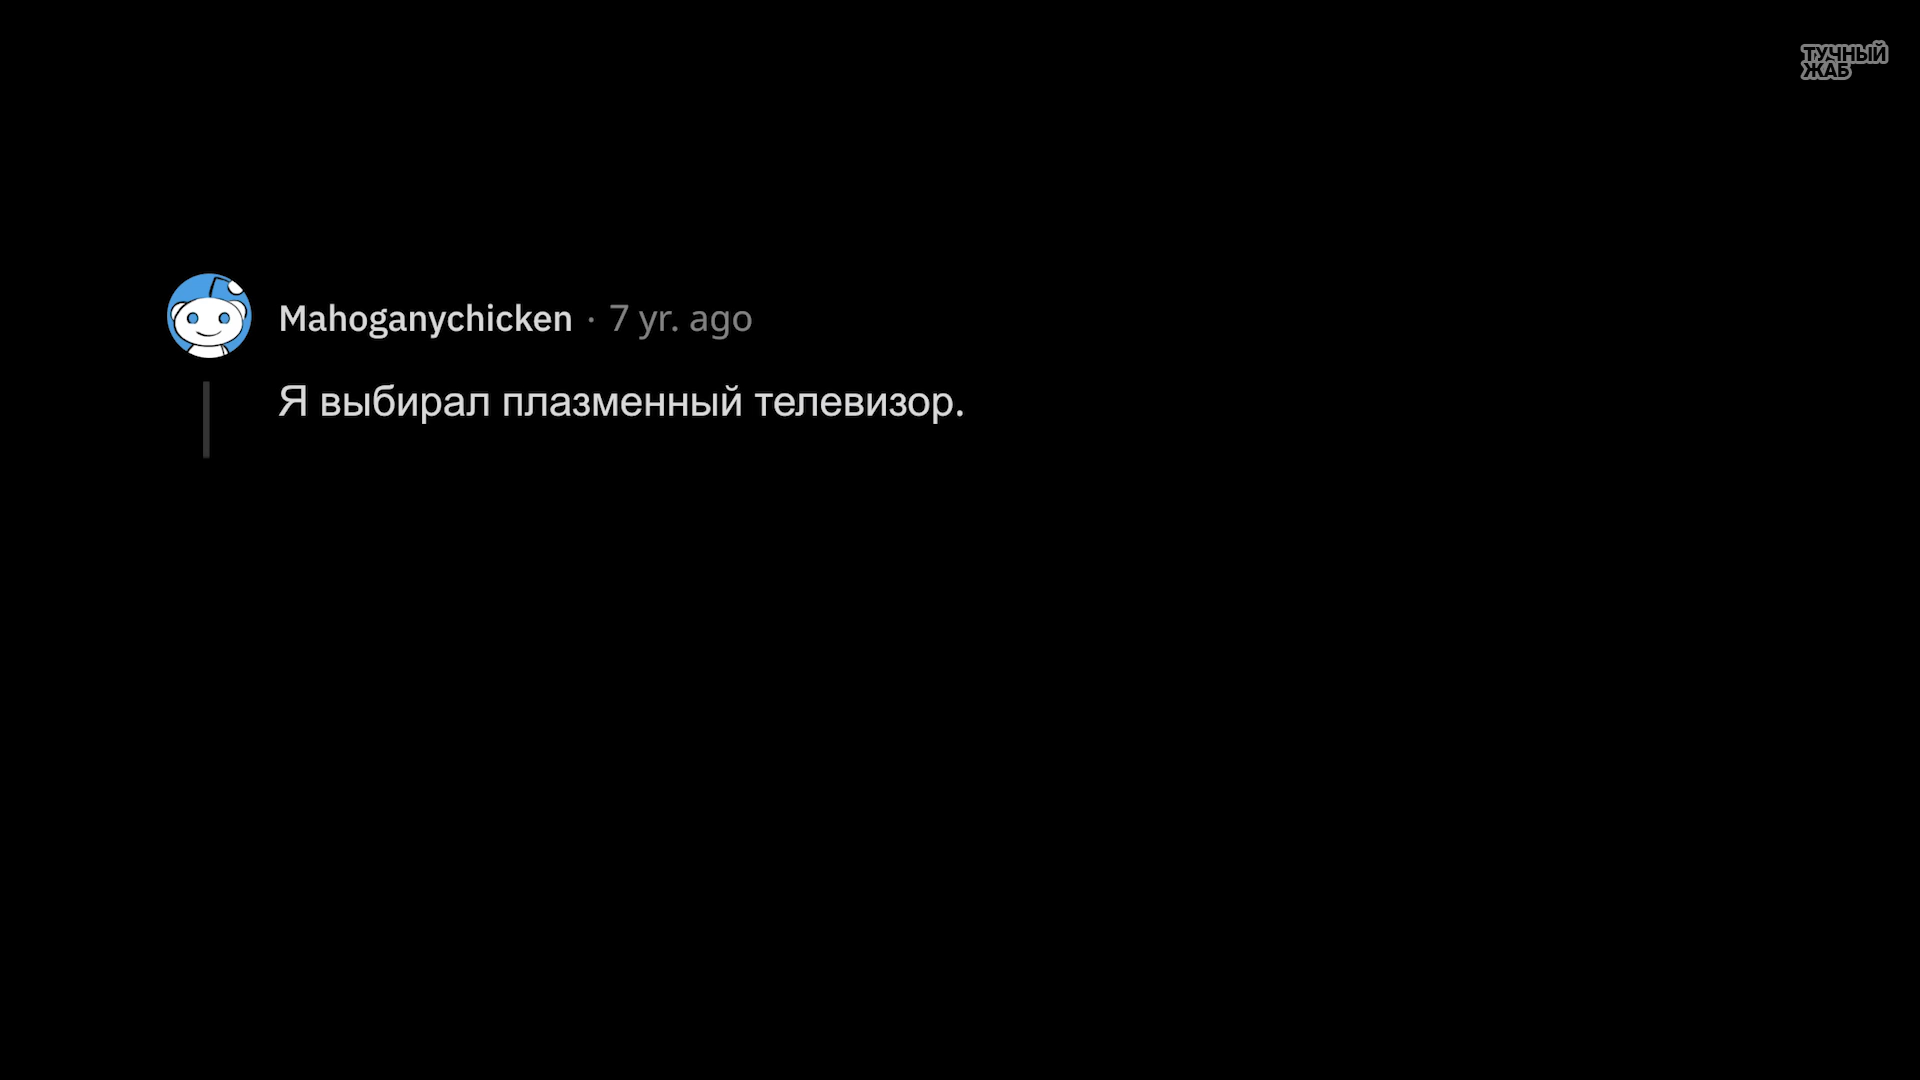 ТУЧНЫЙ
ЖАБ
Mahoganychicken · 7 yr. ago
Я выбирал плазменный телевизор.